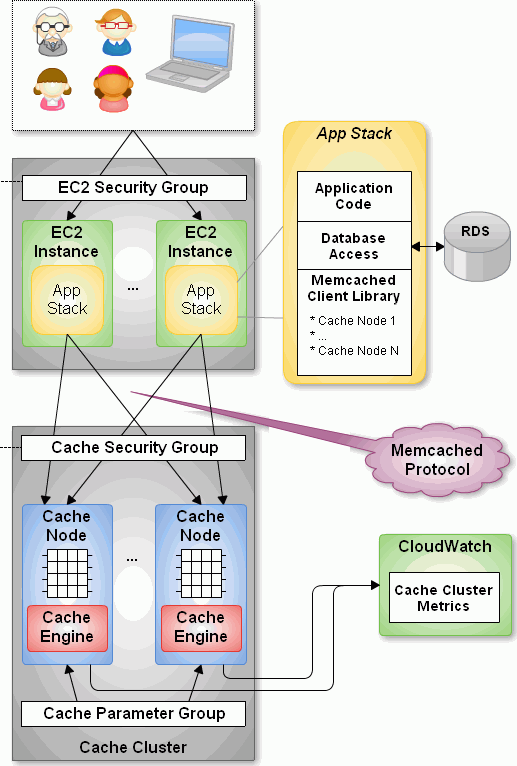 App Stack
EC2 Security Group
EC2
Instance
App
Stack
...
EC2
Instance
App
Stack
Application
Code
Database
Access
Memcached
Client Library
* Cache Node 1
* ...
* Cache Node N
RDS
Cache Security Group
Memcached
Protocol
Cache
Node
Cache
Engine
...
Cache
Node
Cache
Engine
CloudWatch
Cache Cluster
Metrics
Cache Parameter Group
Cache Cluster